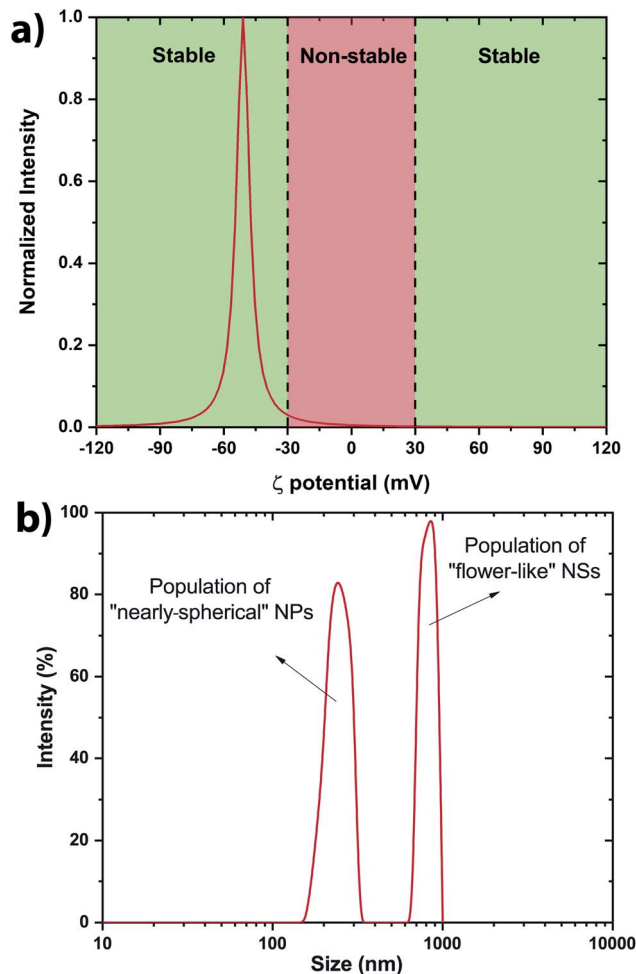 a)
Stable
Non-stable
Stable
1.0
0.8
0.6
0.4
0.2
0.0
Normalized Intensity
-120
-90
-60
-30
0
30
60
90
120
ζ potential (mV)
b)
100
80
60
40
20
0
Intensity (%)
Population of
"nearly-spherical" NPs
Population of
"flower-like" NSs
10
100
1000
10000
Size (nm)